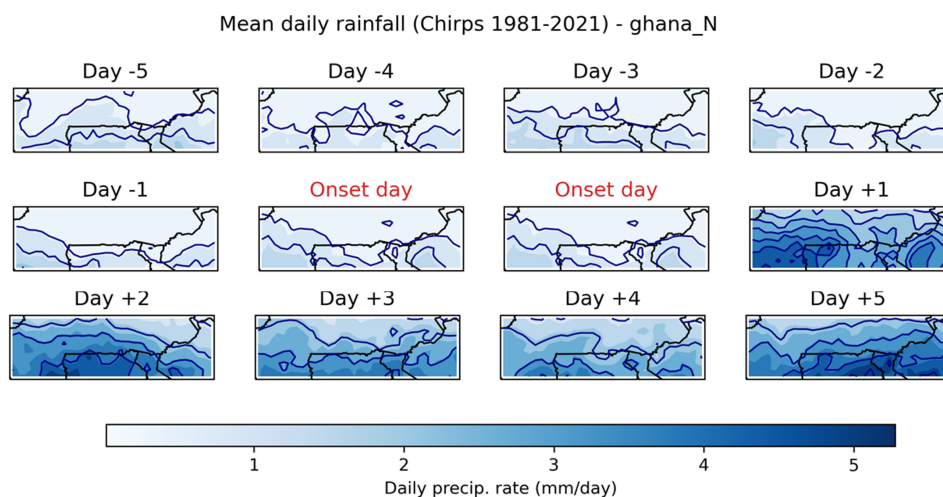 Mean daily rainfall (Chirps 1981-2021) - ghana_N
Day -5
Day -4
Day -3
Day -2
Day -1
Onset day
Onset day
Day +1
Day +2
Day +3
Day +4
Day +5
1 2 3 4 5
Daily precip. rate (mm/day)